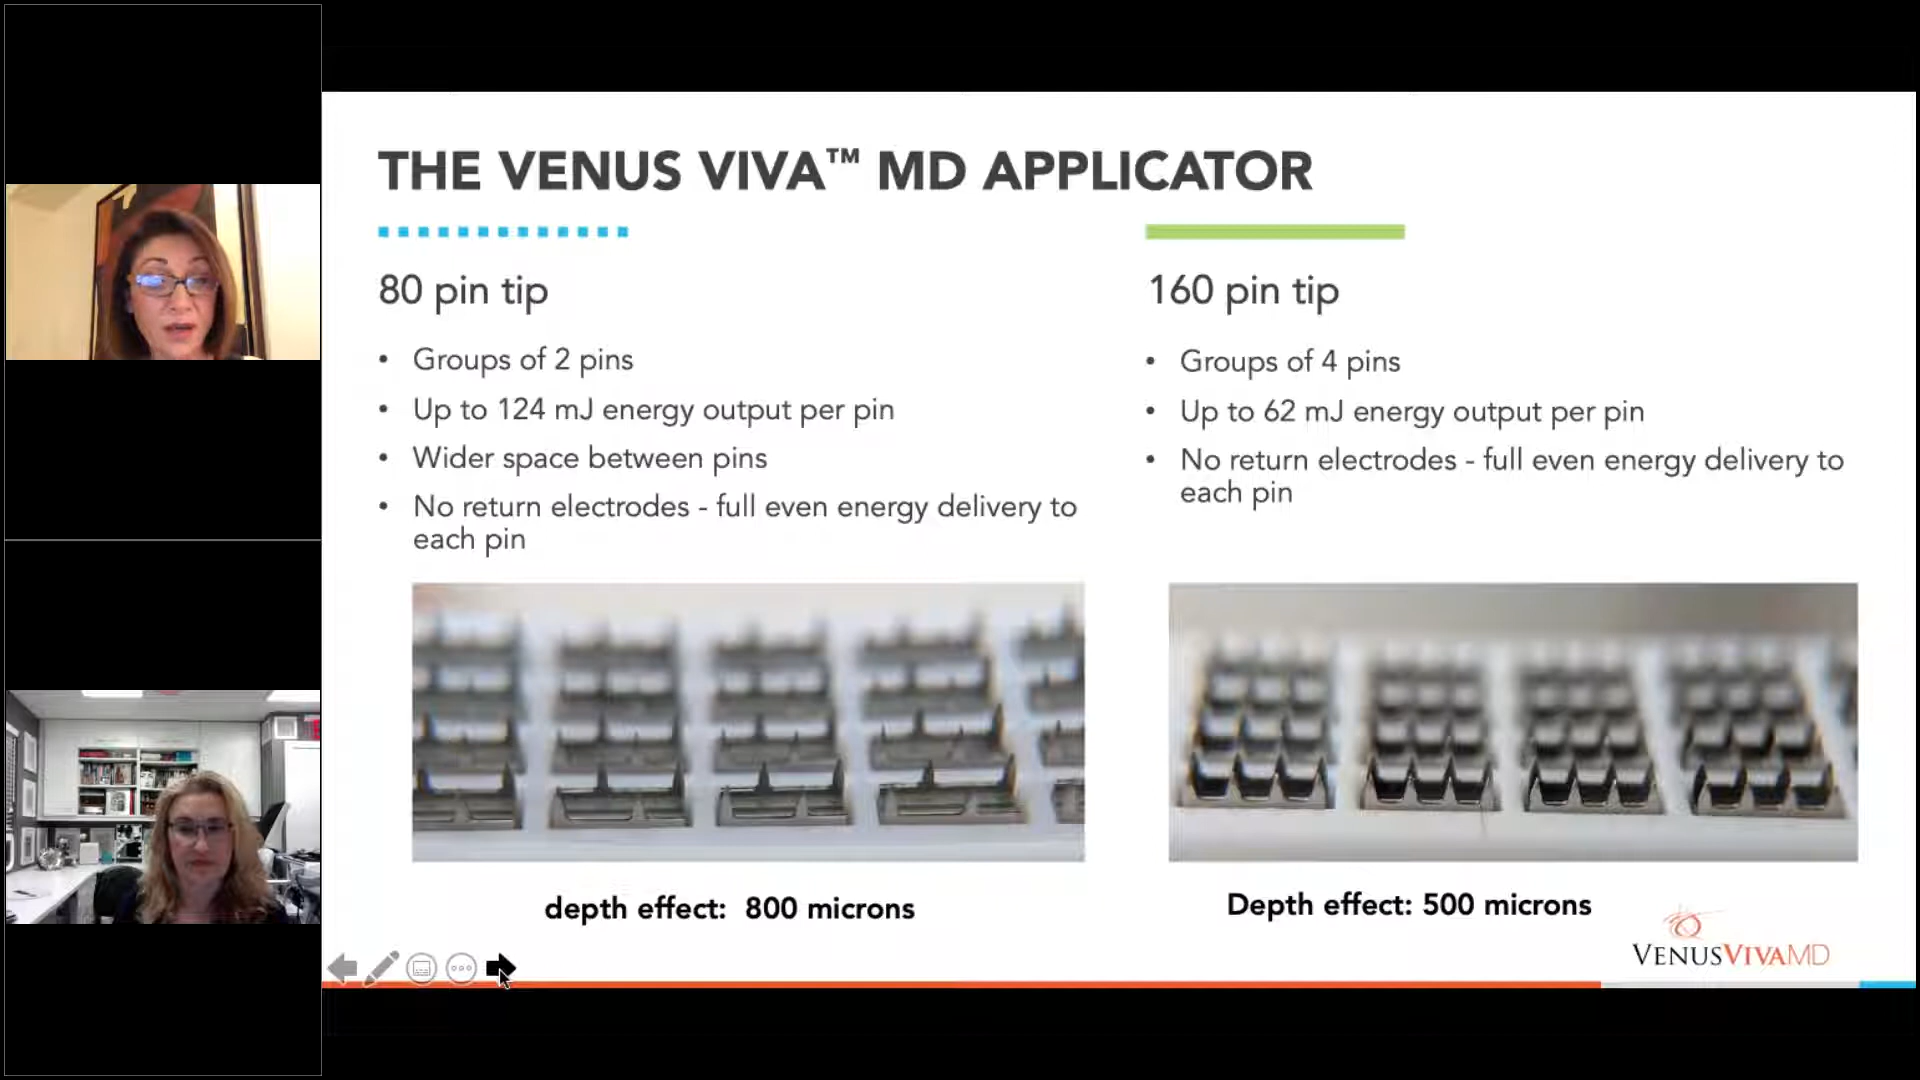 THE VENUS VIVA™ MD APPLICATOR
80 pin tip
• Groups of 2 pins
• Up to 124 mJ energy output per pin
• Wider space between pins
• No return electrodes - full even energy delivery to
each pin
depth effect: 800 microns
160 pin tip
• Groups of 4 pins
• Up to 62 mJ energy output per pin
• No return electrodes - full even energy delivery to
each pin
Depth effect: 500 microns
VENUSVIVAMD